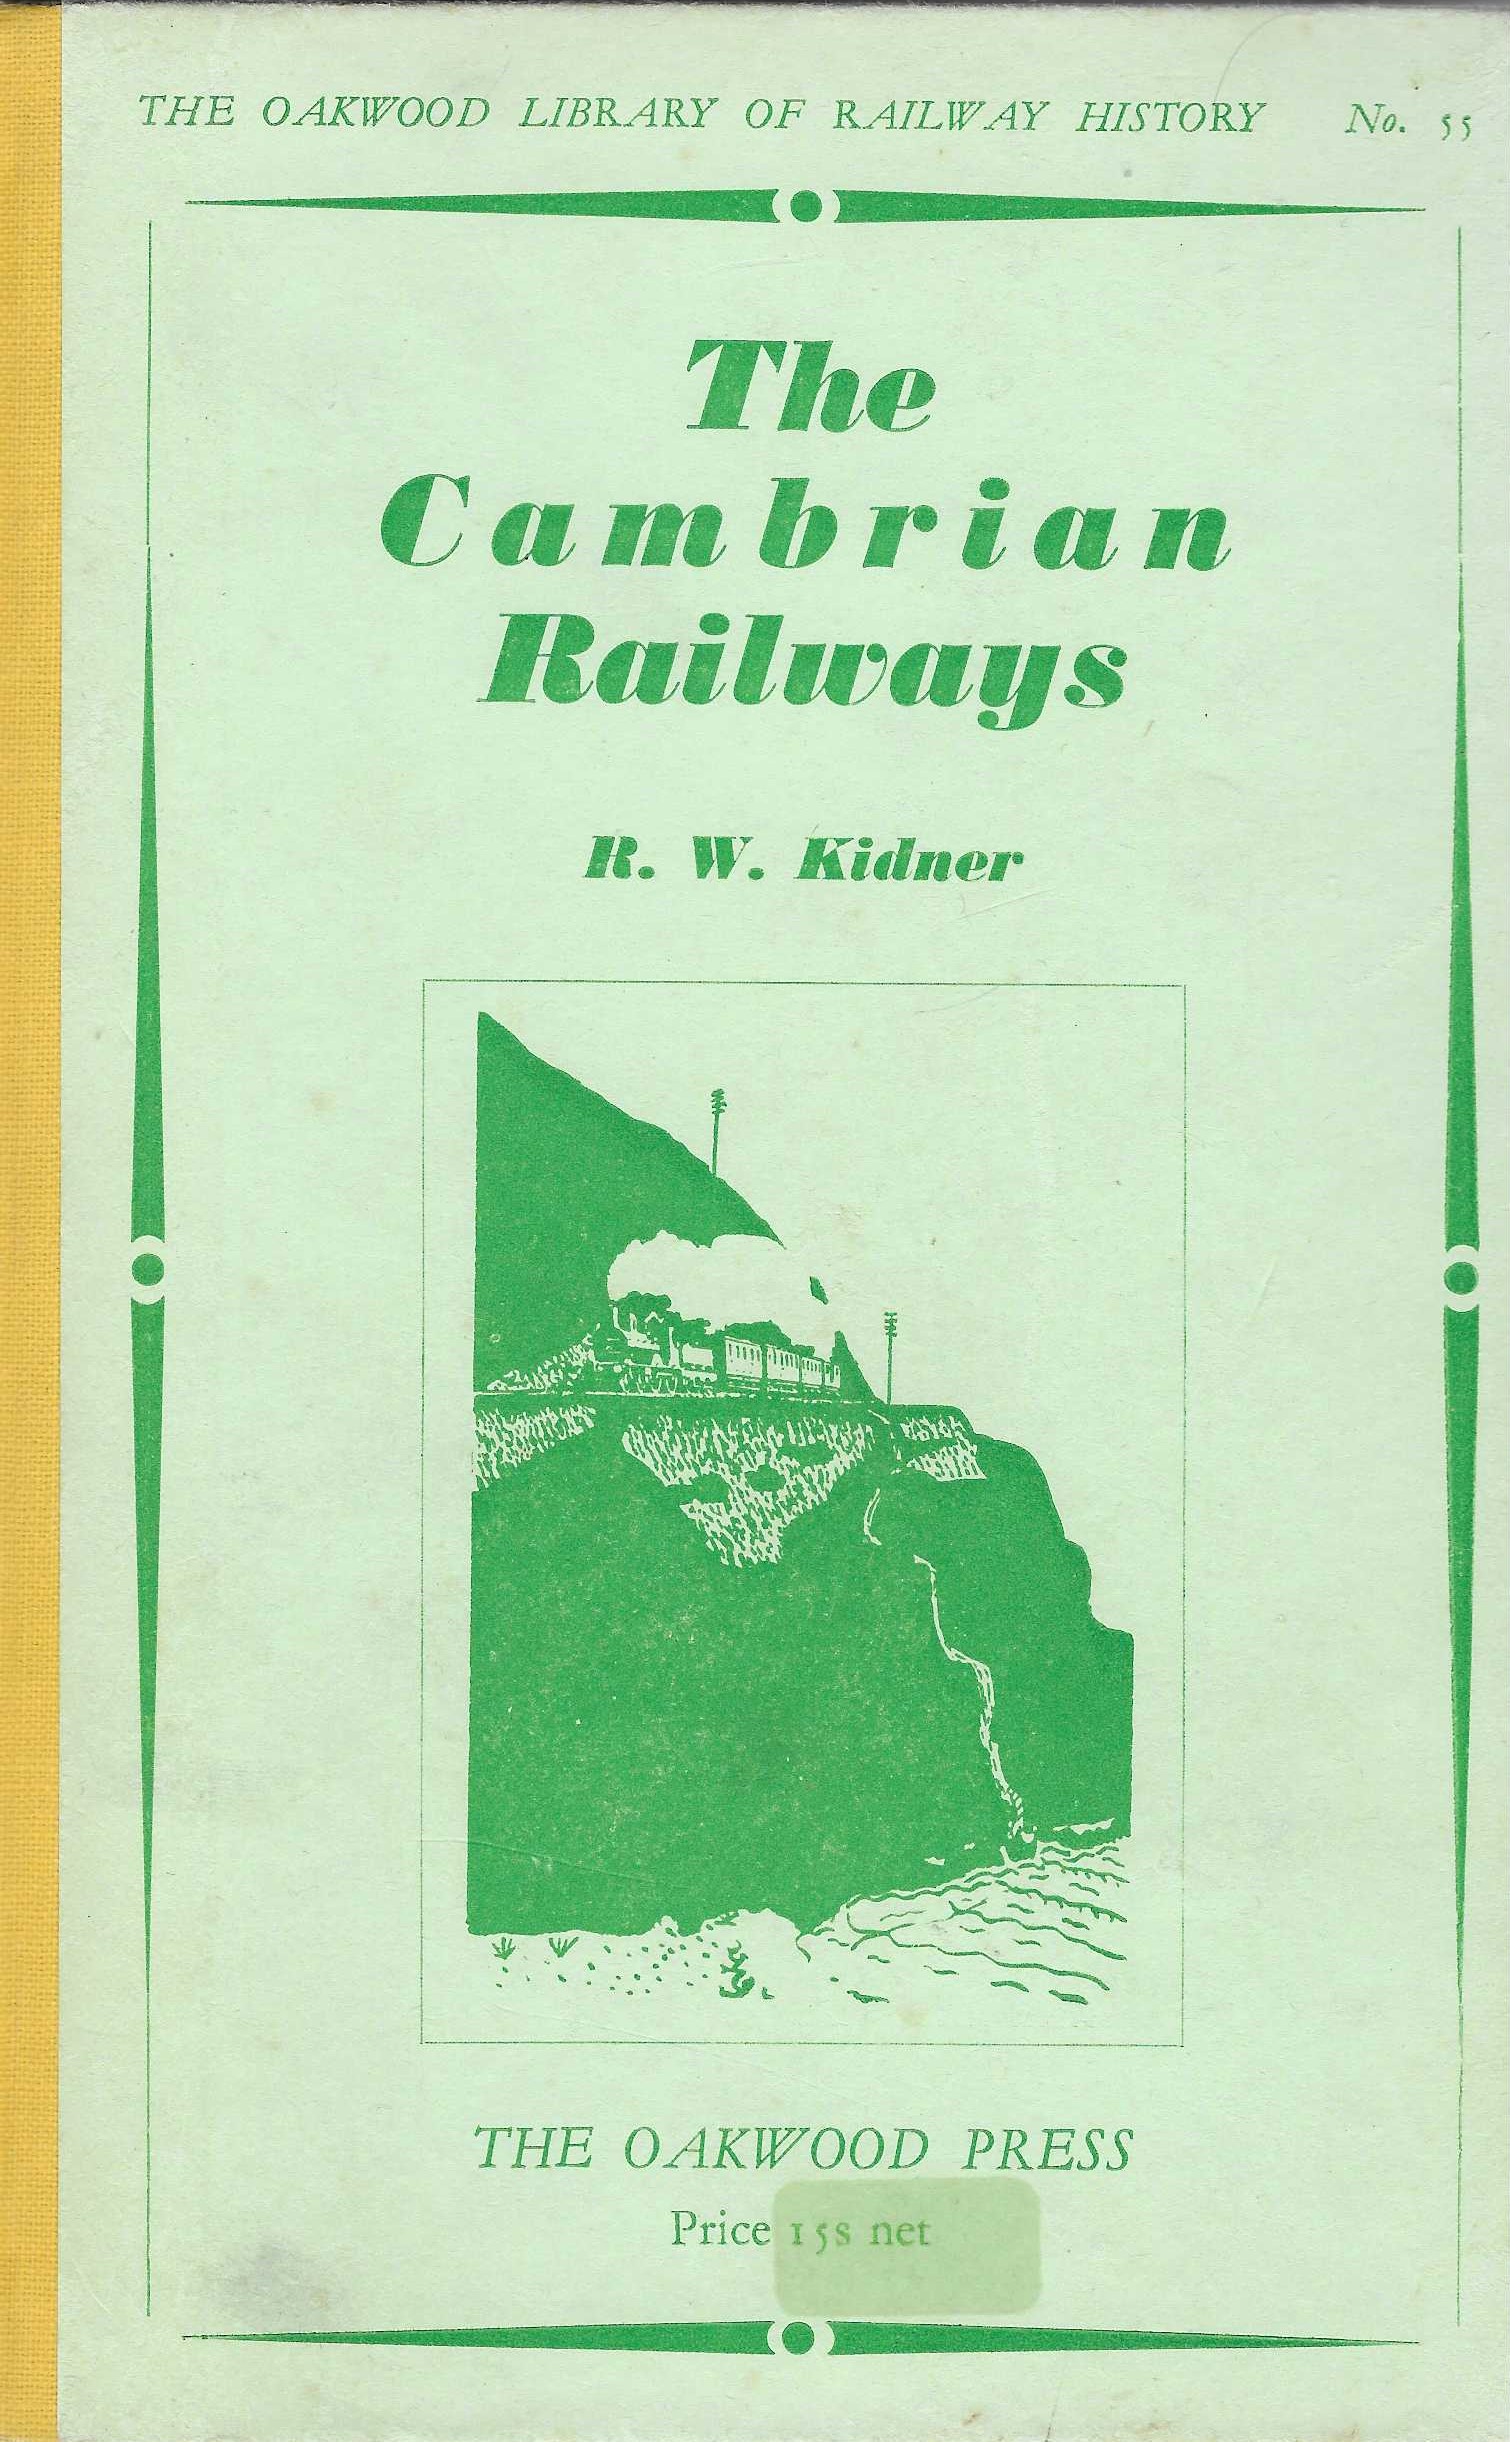 THE OAKWOOD LIBRARY OF RAILWAY HISTORY No. 55
The
Cambrian
Railways
R. W. Kidner
THE OAKWOOD PRESS
Price 15s net